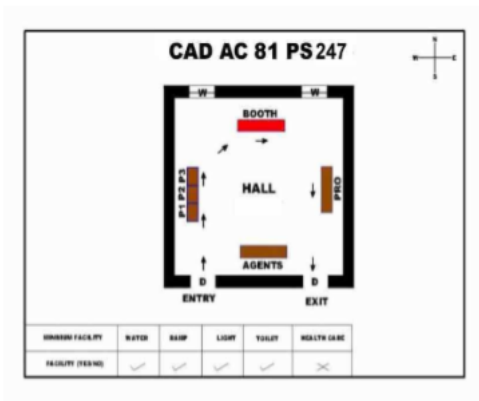 CAD AC 81 PS247
N
W E
S
W W
BOOTH
P1 P2 P3
HALL
PRO
AGENTS
D D
ENTRY EXIT
FACILITY WATER RAMP LIGHT TOILET HEALTH CARE
FACILITY (YES/NO)